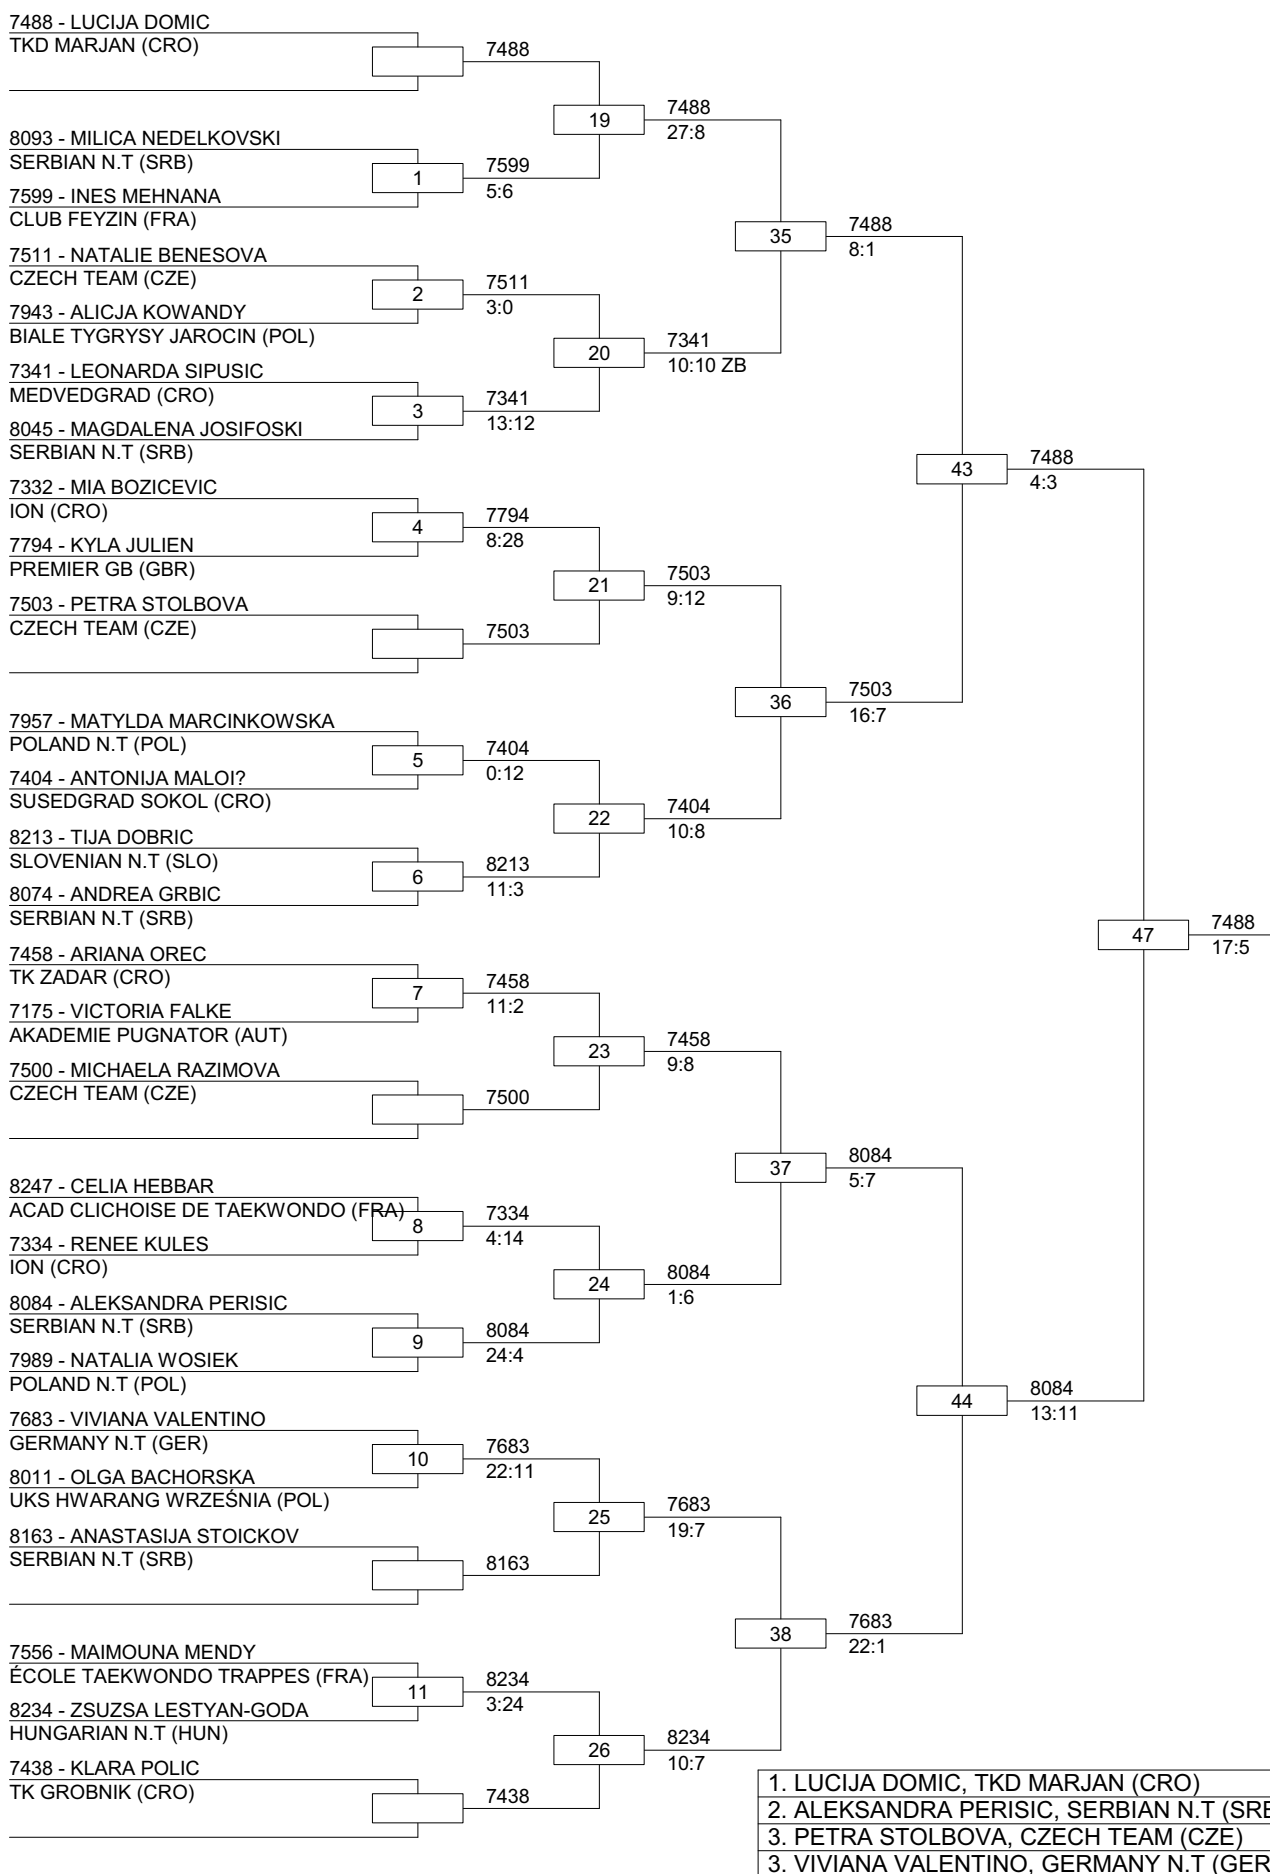 7488 - LUCIJA DOMIC
TKD MARJAN (CRO)
7488
19
7488
27:8
8093 - MILICA NEDELKOVSKI
SERBIAN N.T (SRB)
1
7599
5:6
7599 - INES MEHNANA
CLUB FEYZIN (FRA)
35
7488
8:1
7511 - NATALIE BENESOVA
CZECH TEAM (CZE)
2
7511
3:0
7943 - ALICJA KOWANDY
BIALE TYGRYSY JAROCIN (POL)
20
7341
10:10 ZB
7341 - LEONARDA SIPUSIC
MEDVEDGRAD (CRO)
3
7341
13:12
8045 - MAGDALENA JOSIFOSKI
SERBIAN N.T (SRB)
43
7488
4:3
7332 - MIA BOZICEVIC
ION (CRO)
4
7794
8:28
7794 - KYLA JULIEN
PREMIER GB (GBR)
21
7503
9:12
7503 - PETRA STOLBOVA
CZECH TEAM (CZE)
7503
36
7503
16:7
7957 - MATYLDA MARCINKOWSKA
POLAND N.T (POL)
5
7404
0:12
7404 - ANTONIJA MALOI?
SUSEDGRAD SOKOL (CRO)
22
7404
10:8
8213 - TIJA DOBRIC
SLOVENIAN N.T (SLO)
6
8213
11:3
8074 - ANDREA GRBIC
SERBIAN N.T (SRB)
47
7488
17:5
7458 - ARIANA OREC
TK ZADAR (CRO)
7
7458
11:2
7175 - VICTORIA FALKE
AKADEMIE PUGNATOR (AUT)
23
7458
9:8
7500 - MICHAELA RAZIMOVA
CZECH TEAM (CZE)
7500
37
8084
5:7
8247 - CELIA HEBBAR
ACAD CLICHOISE DE TAEKWONDO (FRA)
8
7334
4:14
7334 - RENEE KULES
ION (CRO)
24
8084
1:6
8084 - ALEKSANDRA PERISIC
SERBIAN N.T (SRB)
9
8084
24:4
7989 - NATALIA WOSIEK
POLAND N.T (POL)
44
8084
13:11
7683 - VIVIANA VALENTINO
GERMANY N.T (GER)
10
7683
22:11
8011 - OLGA BACHORSKA
UKS HWARANG WRZEŚNIA (POL)
25
7683
19:7
8163 - ANASTASIJA STOICKOV
SERBIAN N.T (SRB)
8163
38
7683
22:1
7556 - MAIMOUNA MENDY
ÉCOLE TAEKWONDO TRAPPES (FRA)
11
8234
3:24
8234 - ZSUZSA LESTYAN-GODA
HUNGARIAN N.T (HUN)
26
8234
10:7
7438 - KLARA POLIC
TK GROBNIK (CRO)
7438
1. LUCIJA DOMIC, TKD MARJAN (CRO)
2. ALEKSANDRA PERISIC, SERBIAN N.T (SRB
3. PETRA STOLBOVA, CZECH TEAM (CZE)
3. VIVIANA VALENTINO, GERMANY N.T (GER